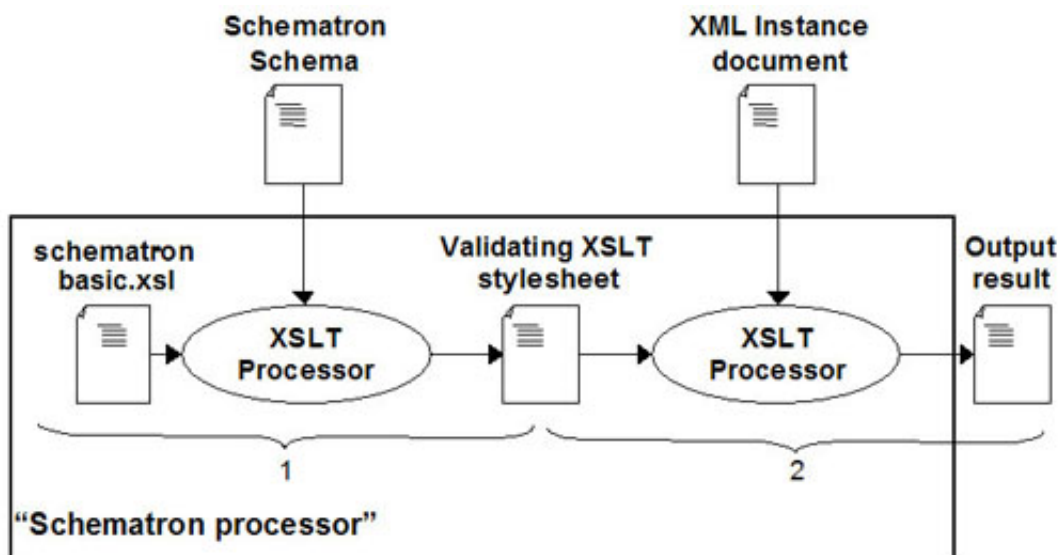 Schematron
Schema
XML Instance
document
schematron
basic.xsl
Validating XSLT
stylesheet
Output
result
XSLT
Processor
XSLT
Processor
1
2
“Schematron processor”